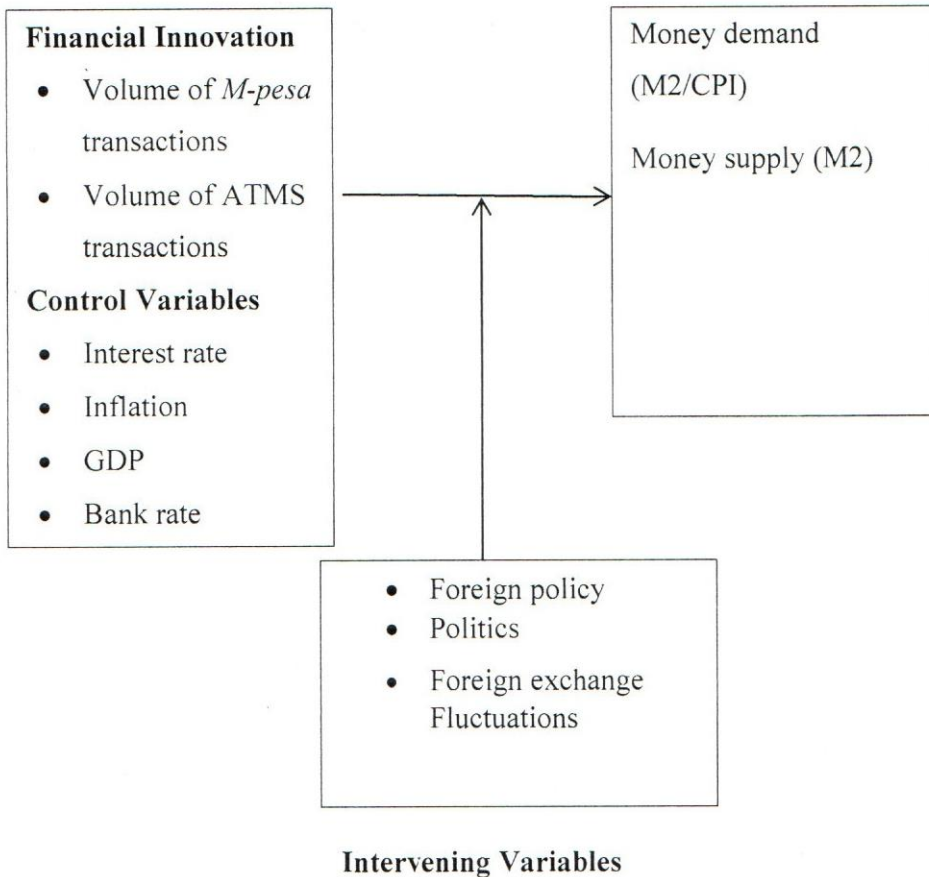 Financial Innovation
• Volume of M-pesa
transactions
• Volume of ATMS
transactions
Control Variables
• Interest rate
• Inflation
• GDP
• Bank rate
Money demand
(M2/CPI)
Money supply (M2)
• Foreign policy
• Politics
• Foreign exchange
Fluctuations
Intervening Variables